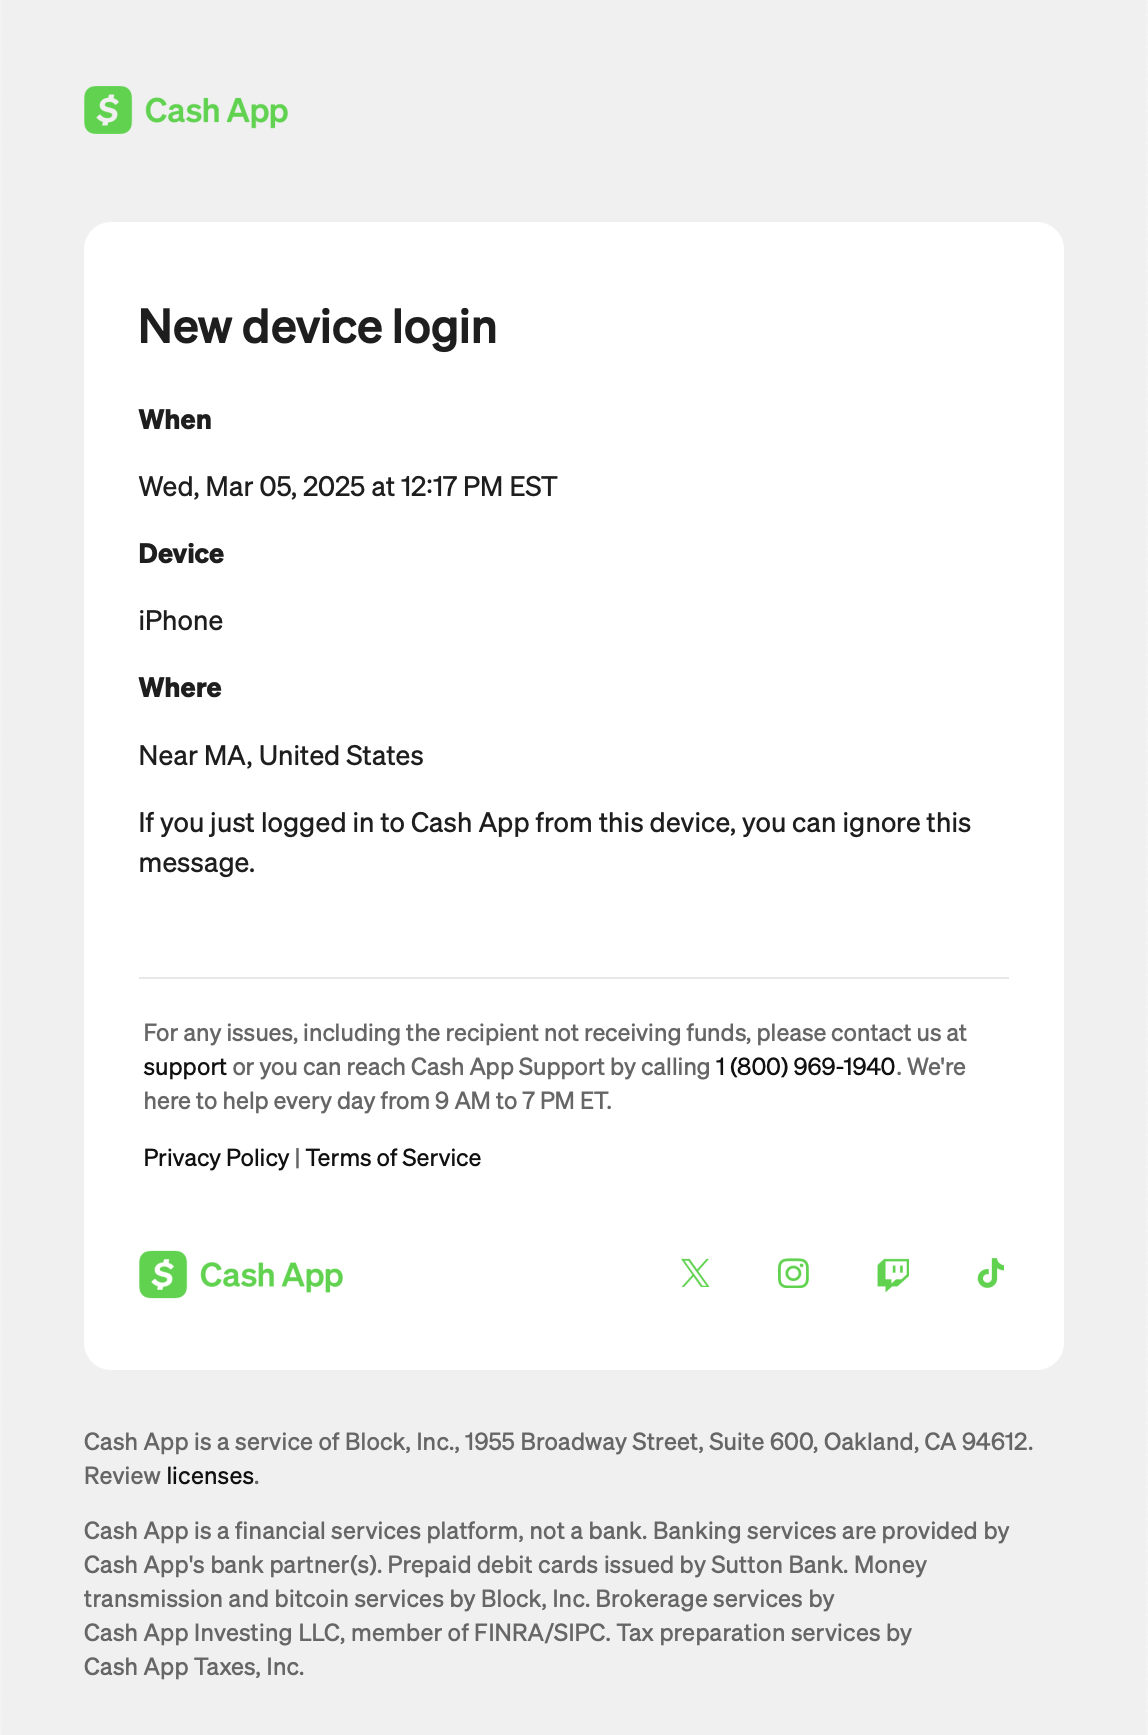 Cash App
New device login
When
Wed, Mar 05, 2025 at 12:17 PM EST
Device
iPhone
Where
Near MA, United States
If you just logged in to Cash App from this device, you can ignore this
message.
For any issues, including the recipient not receiving funds, please contact us at
support or you can reach Cash App Support by calling 1 (800) 969-1940. We're
here to help every day from 9 AM to 7 PM ET.
Privacy Policy | Terms of Service
Cash App
Cash App is a service of Block, Inc., 1955 Broadway Street, Suite 600, Oakland, CA 94612.
Review licenses.
Cash App is a financial services platform, not a bank. Banking services are provided by
Cash App's bank partner(s). Prepaid debit cards issued by Sutton Bank. Money
transmission and bitcoin services by Block, Inc. Brokerage services by
Cash App Investing LLC, member of FINRA/SIPC. Tax preparation services by
Cash App Taxes, Inc.